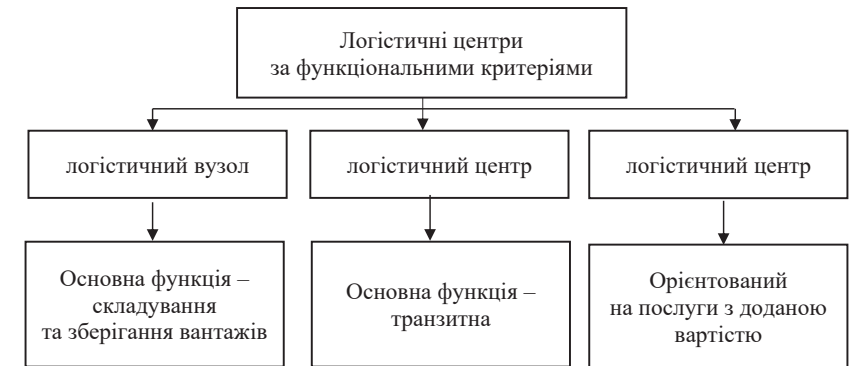 Логістичні центри
за функціональними критеріями
логістичний вузол
логістичний центр
логістичний центр
Основна функція –
складування
та зберігання вантажів
Основна функція –
транзитна
Орієнтований
на послуги з доданою
вартістю